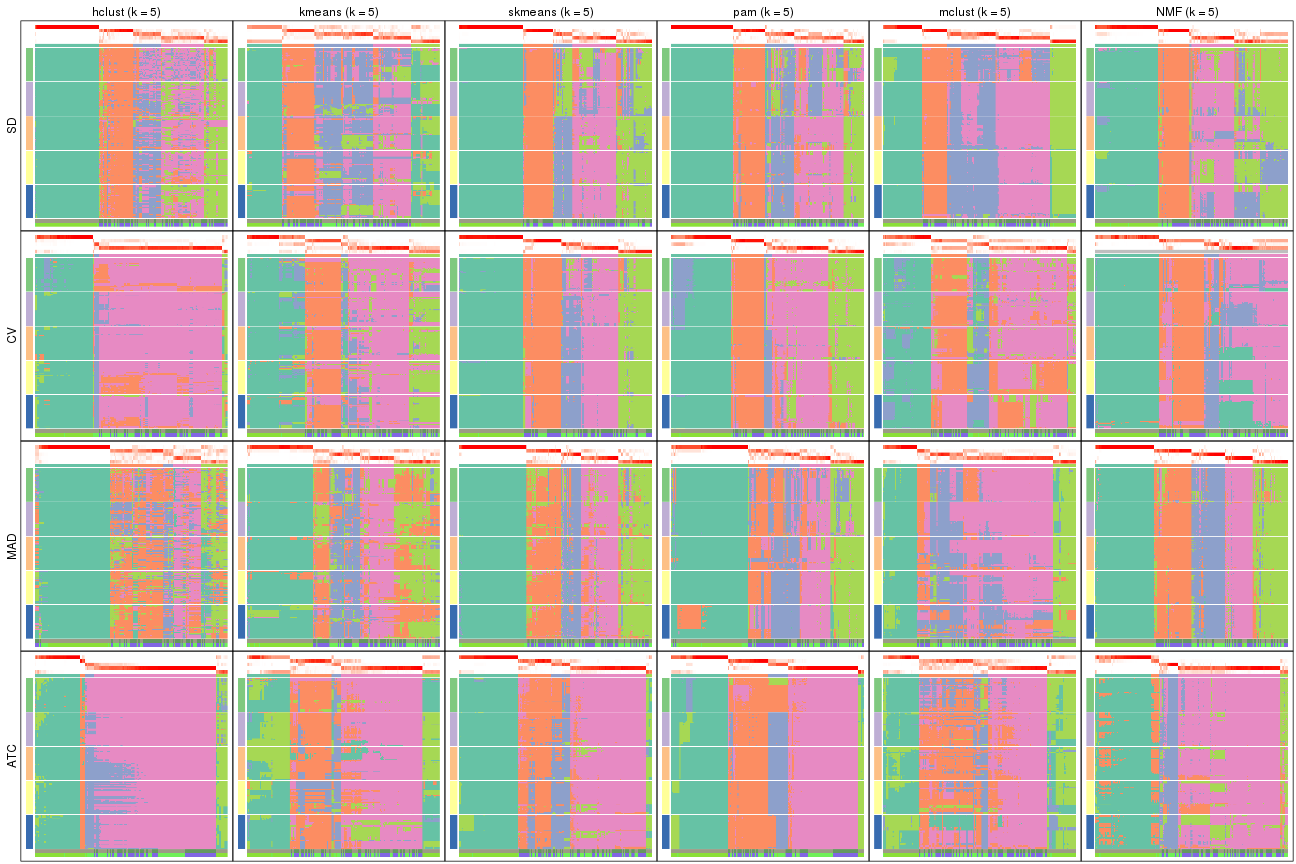 hclust (k = 5)
kmeans (k = 5)
skmeans (k = 5)
pam (k = 5)
mclust (k = 5)
NMF (k = 5)
SD
CV
MAD
ATC